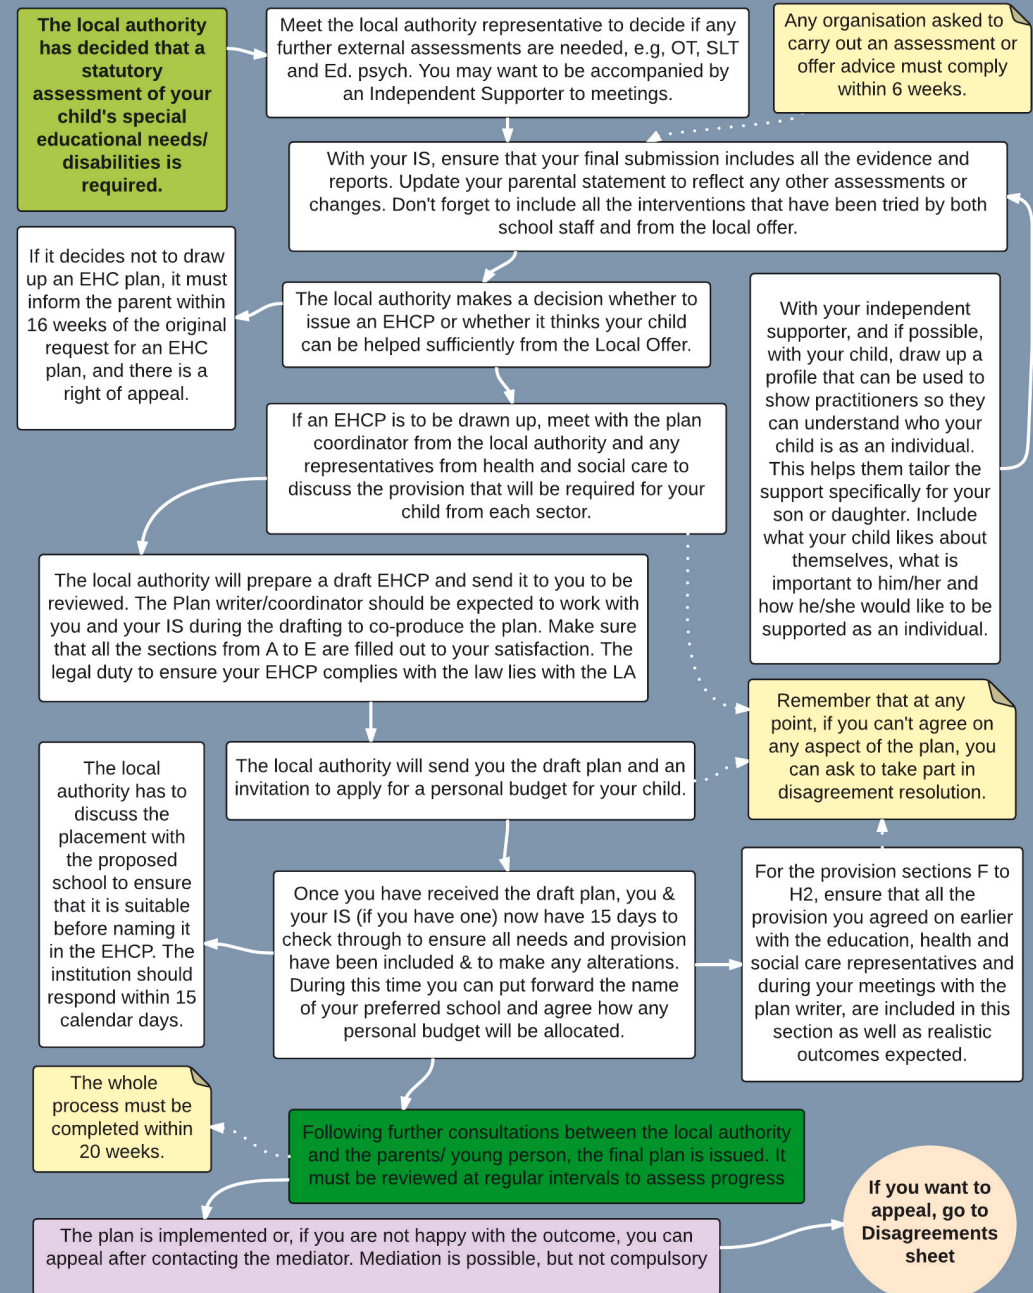 The local authority
has decided that a
statutory
assessment of your
child's special
educational needs/
disabilities is
required.
Meet the local authority representative to decide if any
further external assessments are needed, e.g, OT, SLT
and Ed. psych. You may want to be accompanied by
an Independent Supporter to meetings.
Any organisation asked to
carry out an assessment or
offer advice must comply
within 6 weeks.
With your IS, ensure that your final submission includes all the evidence and
reports. Update your parental statement to reflect any other assessments or
changes. Don't forget to include all the interventions that have been tried by both
school staff and from the local offer.
If it decides not to draw
up an EHC plan, it must
inform the parent within
16 weeks of the original
request for an EHC
plan, and there is a
right of appeal.
The local authority makes a decision whether to
issue an EHCP or whether it thinks your child
can be helped sufficiently from the Local Offer.
With your independent
supporter, and if possible,
with your child, draw up a
profile that can be used to
show practitioners so they
can understand who your
child is as an individual.
This helps them tailor the
support specifically for your
son or daughter. Include
what your child likes about
themselves, what is
important to him/her and
how he/she would like to be
supported as an individual.
If an EHCP is to be drawn up, meet with the plan
coordinator from the local authority and any
representatives from health and social care to
discuss the provision that will be required for your
child from each sector.
The local authority will prepare a draft EHCP and send it to you to be
reviewed. The Plan writer/coordinator should be expected to work with
you and your IS during the drafting to co-produce the plan. Make sure
that all the sections from A to E are filled out to your satisfaction. The
legal duty to ensure your EHCP complies with the law lies with the LA
Remember that at any
point, if you can't agree on
any aspect of the plan, you
can ask to take part in
disagreement resolution.
The local authority will send you the draft plan and an
invitation to apply for a personal budget for your child.
The local
authority has to
discuss the
placement with
the proposed
school to ensure
that it is suitable
before naming it
in the EHCP. The
institution should
respond within 15
calendar days.
Once you have received the draft plan, you &
your IS (if you have one) now have 15 days to
check through to ensure all needs and provision
have been included & to make any alterations.
During this time you can put forward the name
of your preferred school and agree how any
personal budget will be allocated.
For the provision sections F to
H2, ensure that all the
provision you agreed on earlier
with the education, health and
social care representatives and
during your meetings with the
plan writer, are included in this
section as well as realistic
outcomes expected.
The whole
process must be
completed within
20 weeks.
Following further consultations between the local authority
and the parents/ young person, the final plan is issued. It
must be reviewed at regular intervals to assess progress
The plan is implemented or, if you are not happy with the outcome, you can
appeal after contacting the mediator. Mediation is possible, but not compulsory
If you want to
appeal, go to
Disagreements
sheet